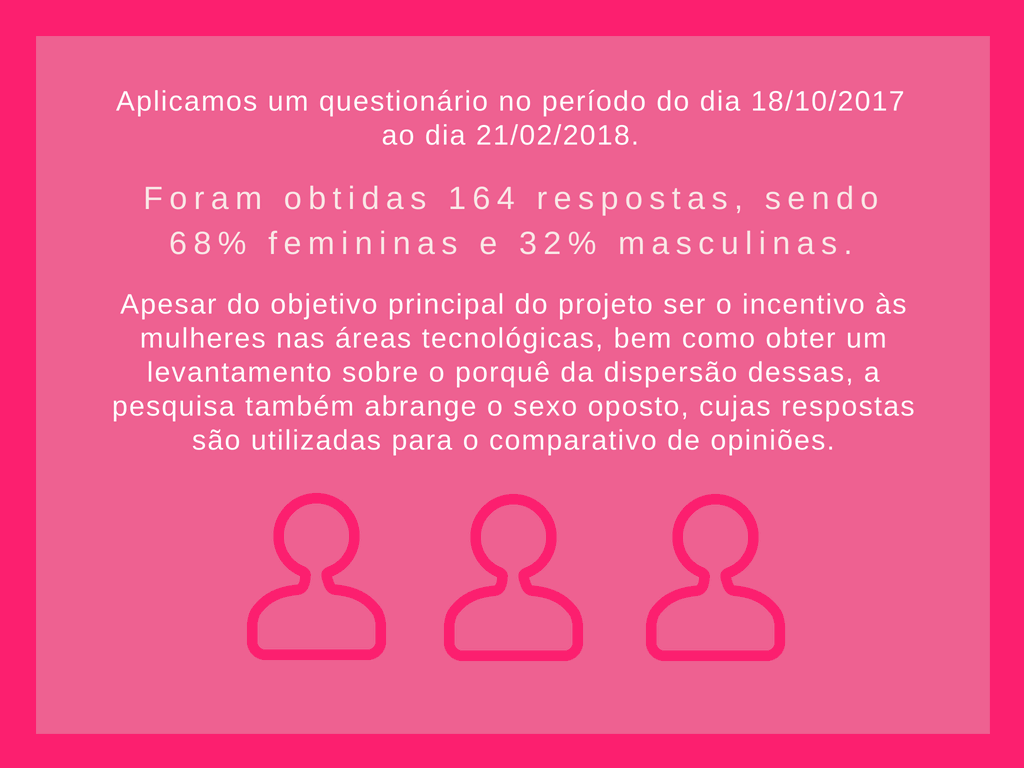 Aplicamos um questionário no período do dia 18/10/2017
ao dia 21/02/2018.
Foram obtidas 164 respostas, sendo
68% femininas e 32% masculinas.
Apesar do objetivo principal do projeto ser o incentivo às
mulheres nas áreas tecnológicas, bem como obter um
levantamento sobre o porquê da dispersão dessas, a
pesquisa também abrange o sexo oposto, cujas respostas
são utilizadas para o comparativo de opiniões.